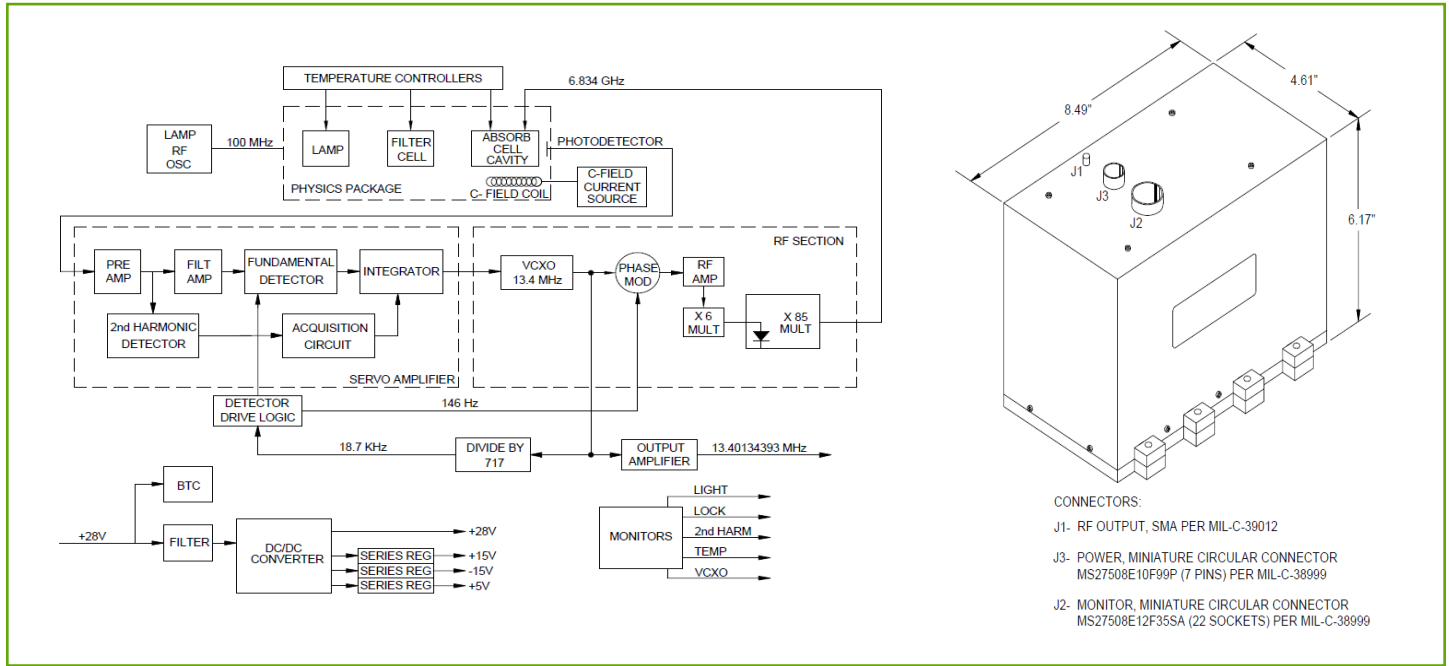 TEMPERATURE CONTROLLERS
6.834 GHz
LAMP
RF
OSC
100 MHz
LAMP
FILTER
CELL
ABSORB
CELL
CAVITY
PHOTODETECTOR
PHYSICS PACKAGE
C- FIELD COIL
C-FIELD
CURRENT
SOURCE
PRE
AMP
FILT
AMP
FUNDAMENTAL
DETECTOR
INTEGRATOR
2nd HARMONIC
DETECTOR
ACQUISITION
CIRCUIT
SERVO AMPLIFIER
RF SECTION
VCXO
13.4 MHz
PHASE
MOD
RF
AMP
X 6
MULT
X 85
MULT
DETECTOR
DRIVE LOGIC
146 Hz
18.7 KHz
DIVIDE BY
717
OUTPUT
AMPLIFIER
13.40134393 MHz
BTC
+28V
FILTER
DC/DC
CONVERTER
+28V
SERIES REG
+15V
SERIES REG
-15V
SERIES REG
+5V
MONITORS
LIGHT
LOCK
2nd HARM
TEMP
VCXO
8.49"
4.61"
6.17"
J1
J3
J2
CONNECTORS:
J1- RF OUTPUT, SMA PER MIL-C-39012
J3- POWER, MINIATURE CIRCULAR CONNECTOR
MS27508E10F99P (7 PINS) PER MIL-C-38999
J2- MONITOR, MINIATURE CIRCULAR CONNECTOR
MS27508E12F35SA (22 SOCKETS) PER MIL-C-38999